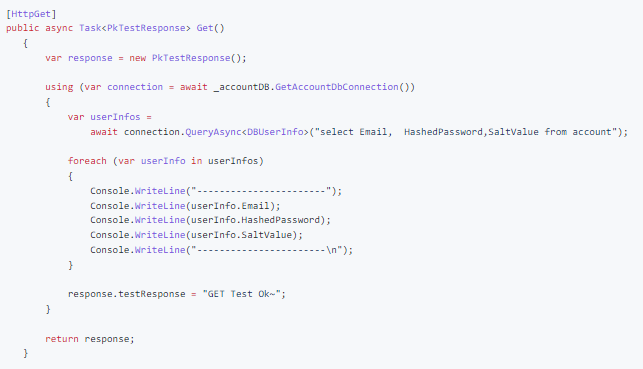 [HttpGet]
public async Task<PkTestResponse> Get()
{
var response = new PkTestResponse();
using (var connection = await _accountDB.GetAccountDbConnection())
{
var userInfos =
await connection.QueryAsync<DBUserInfo>("select Email,  HashedPassword,SaltValue from account");
foreach (var userInfo in userInfos)
{
Console.WriteLine("-----------------------");
Console.WriteLine(userInfo.Email);
Console.WriteLine(userInfo.HashedPassword);
Console.WriteLine(userInfo.SaltValue);
Console.WriteLine("-----------------------\n");
}
response.testResponse = "GET Test Ok~";
}
return response;
}